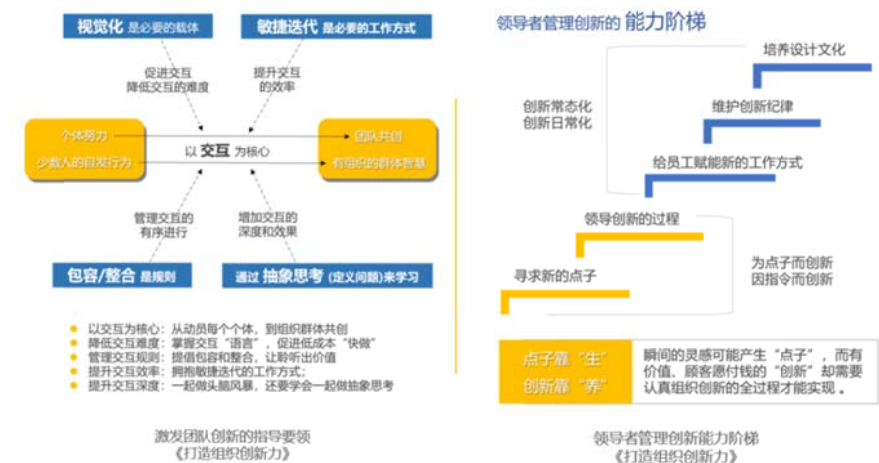 视觉化 是必要的载体
敏捷迭代 是必要的工作方式
促进交互
降低交互的难度
提升交互
的效率
个体努力
少数人的自发行为
以 交互 为核心
团队共创
有组织的群体智慧
管理交互的
有序进行
增加交互的
深度和效果
包容/整合 是规则
通过 抽象思考 (定义问题)来学习
以交互为核心：从动员每个个体，到组织群体共创
降低交互难度：掌握交互“语言”，促进低成本“快做”
管理交互规则：提倡包容和整合，让聆听出价值
提升交互效率：拥抱敏捷迭代的工作方式；
提升交互深度：一起做头脑风暴，还要学会一起做抽象思考
激发团队创新的指导要领
《打造组织创新力》
领导者管理创新的 能力阶梯
培养设计文化
创新常态化
创新日常化
维护创新纪律
给员工赋能新的工作方式
领导创新的过程
为点子而创新
因指令而创新
寻求新的点子
点子靠“生”
创新靠“养”
瞬间的灵感可能产生“点子”，而有
价值、顾客愿付钱的“创新”却需要
认真组织创新的全过程才能实现。
领导者管理创新能力阶梯
《打造组织创新力》